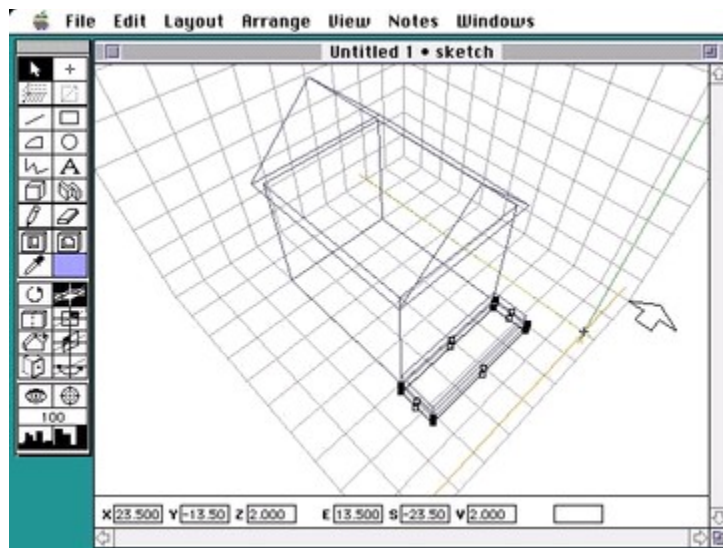 File Edit Layout Arrange View Notes Windows
Untitled 1 • sketch
A
100
X 23.500 Y -13.50 Z 2.000 E 13.500 S -23.50 V 2.000